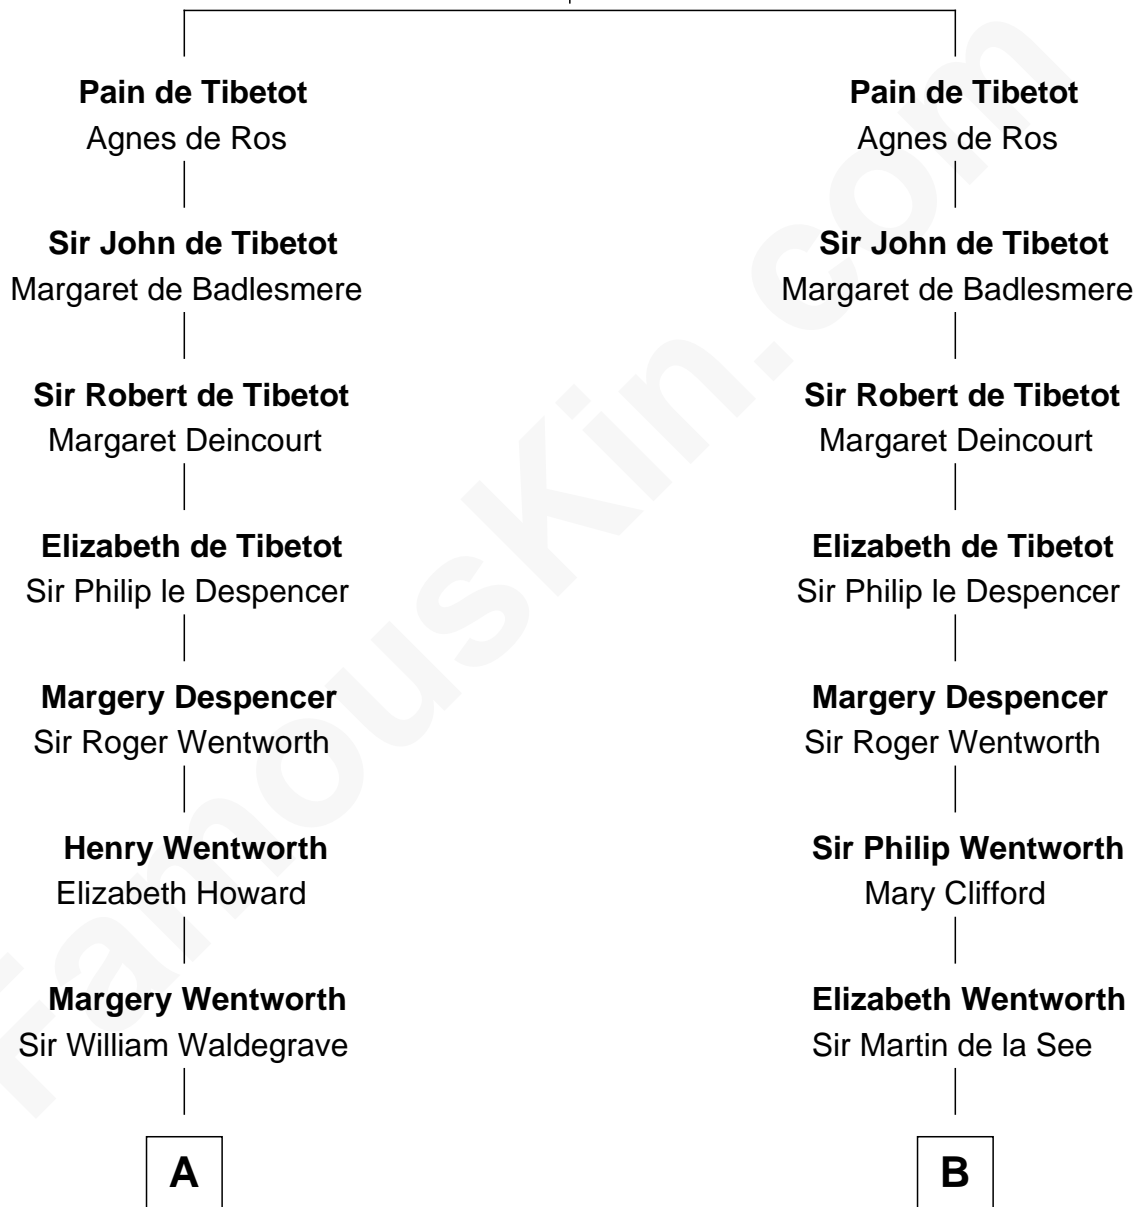 Pain de Tibetot
Agnes de Ros
Sir John de Tibetot
Margaret de Badlesmere
Sir Robert de Tibetot
Margaret Deincourt
Elizabeth de Tibetot
Sir Philip le Despencer
Margery Despencer
Sir Roger Wentworth
Henry Wentworth
Elizabeth Howard
Margery Wentworth
Sir William Waldegrave
A
Pain de Tibetot
Agnes de Ros
Sir John de Tibetot
Margaret de Badlesmere
Sir Robert de Tibetot
Margaret Deincourt
Elizabeth de Tibetot
Sir Philip le Despencer
Margery Despencer
Sir Roger Wentworth
Sir Philip Wentworth
Mary Clifford
Elizabeth Wentworth
Sir Martin de la See
B
FamousKin.com